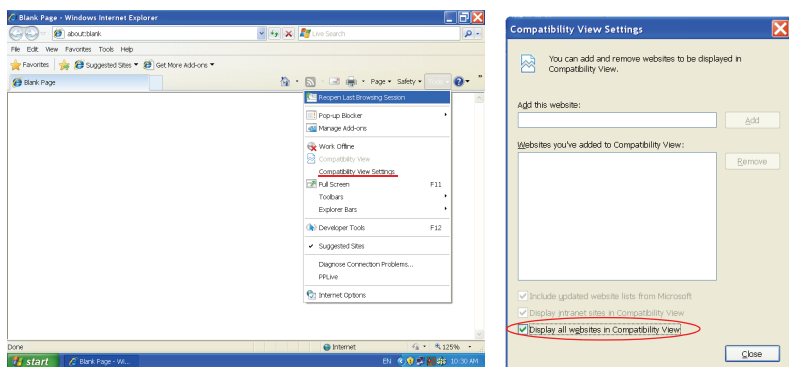 Blank Page - Windows Internet Explorer
about:blank
Live Search
File Edit View Favorites Tools Help
Favorites Suggested Sites Get More Add-ons
Blank Page
Page Safety
Reopen Last Browsing Session
Pop-up Blocker
Manage Add-ons
Work Offline
Compatibility View
Compatibility View Settings
Full Screen F11
Toolbars
Explorer Bars
Developer Tools F12
Suggested Sites
Diagnose Connection Problems...
PPLive
Internet Options
Done Internet 125%
start Blank Page - Wi... EN 10:30 AM
Compatibility View Settings
You can add and remove websites to be displayed in
Compatibility View.
Add this website:
Add
Websites you've added to Compatibility View:
Remove
Include updated website lists from Microsoft
Display intranet sites in Compatibility View
Display all websites in Compatibility View
Close